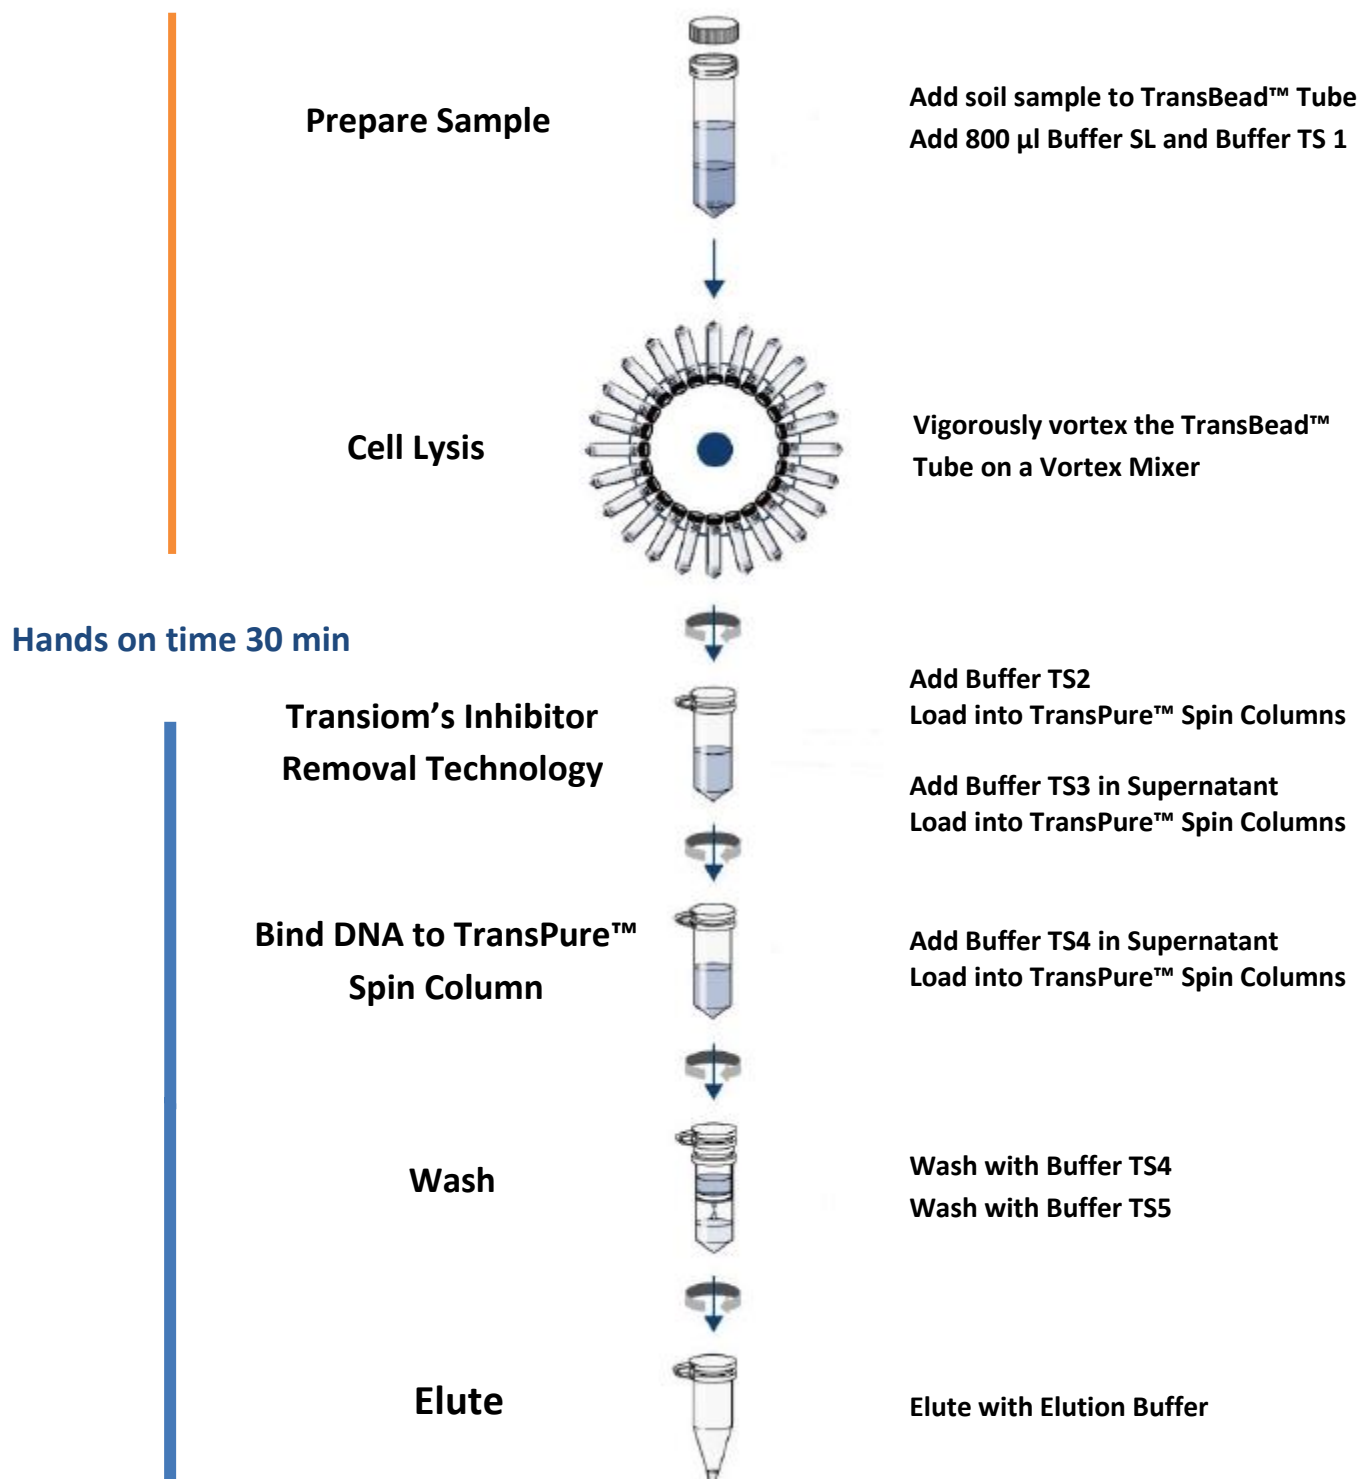 Prepare Sample
Add soil sample to TransBead™ Tube
Add 800 µl Buffer SL and Buffer TS 1
Cell Lysis
Vigorously vortex the TransBead™
Tube on a Vortex Mixer
Hands on time 30 min
Transiom’s Inhibitor
Removal Technology
Add Buffer TS2
Load into TransPure™ Spin Columns
Add Buffer TS3 in Supernatant
Load into TransPure™ Spin Columns
Bind DNA to TransPure™
Spin Column
Add Buffer TS4 in Supernatant
Load into TransPure™ Spin Columns
Wash
Wash with Buffer TS4
Wash with Buffer TS5
Elute
Elute with Elution Buffer